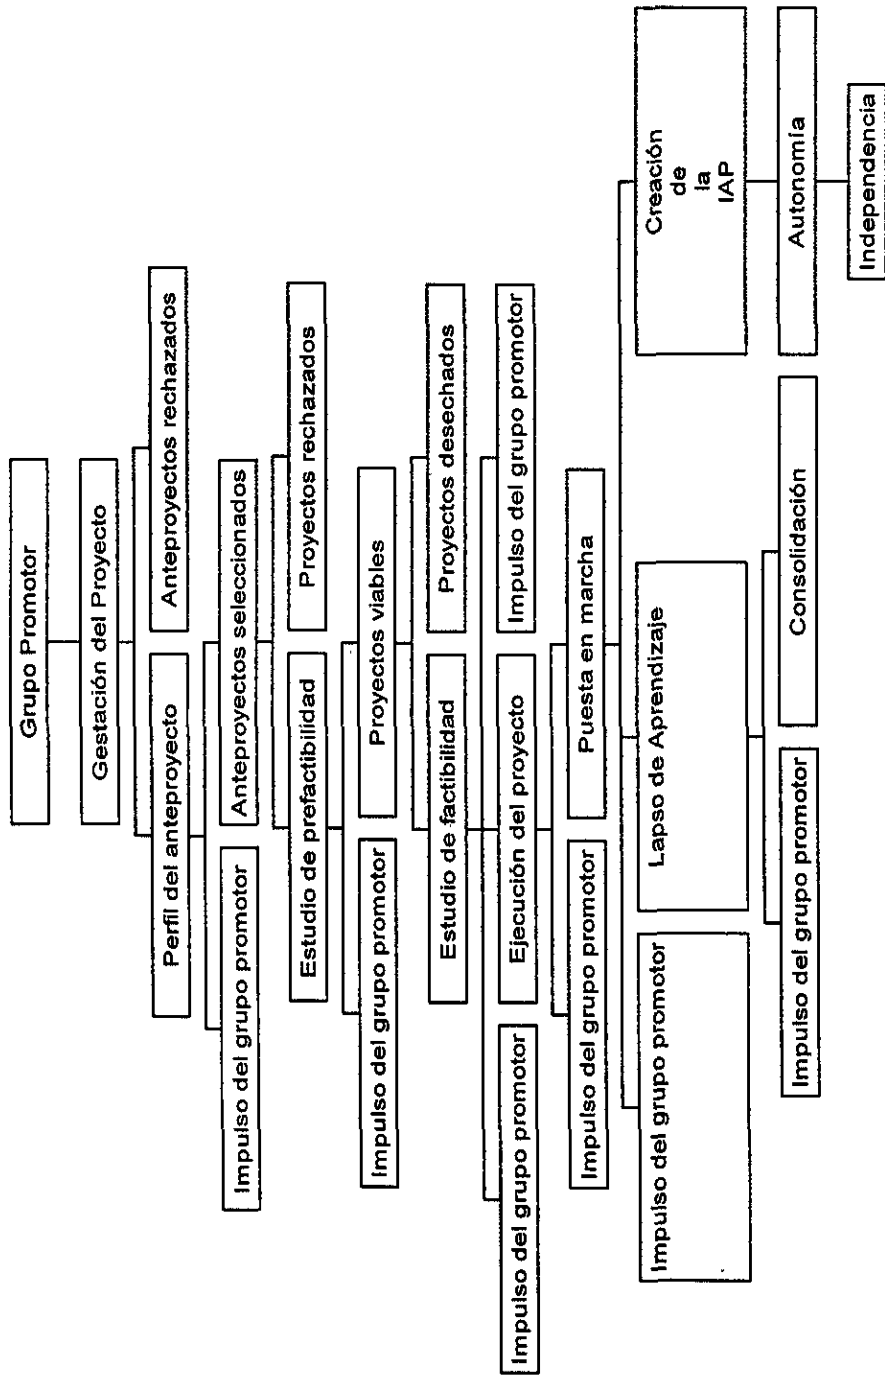 Grupo Promotor
Gestación del Proyecto
Perfil del anteproyecto
Anteproyectos rechazados
Impulso del grupo promotor
Anteproyectos seleccionados
Estudio de prefactibilidad
Proyectos rechazados
Impulso del grupo promotor
Proyectos viables
Estudio de factibilidad
Proyectos desechados
Impulso del grupo promotor
Ejecución del proyecto
Impulso del grupo promotor
Impulso del grupo promotor
Puesta en marcha
Impulso del grupo promotor
Lapso de Aprendizaje
Creación
de
la
IAP
Impulso del grupo promotor
Consolidación
Autonomía
Independencia